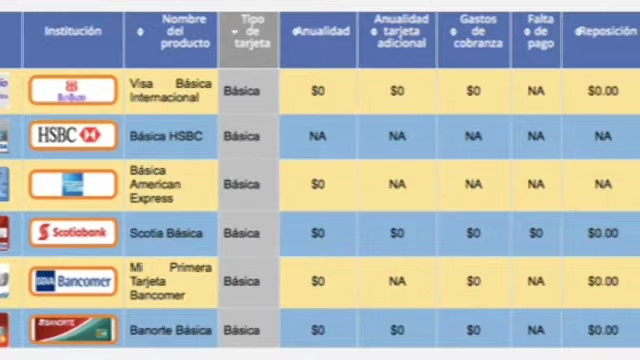 Institución Nombre del producto Tipo de tarjeta Anualidad Anualidad tarjeta adicional Gastos de cobranza Falta de pago Reposición
BanBajío Visa Básica Internacional Básica $0 $0 $0 NA $0.00
HSBC Básica HSBC Básica NA NA NA NA NA
Básica American Express Básica $0 NA NA NA NA
Scotiabank Scotia Básica Básica $0 $0 $0 $0 $0.00
BBVA Bancomer Mi Primera Tarjeta Bancomer Básica $0 NA $0 NA $0.00
BANORTE Banorte Básica Básica $0 $0 $0 NA $0.00